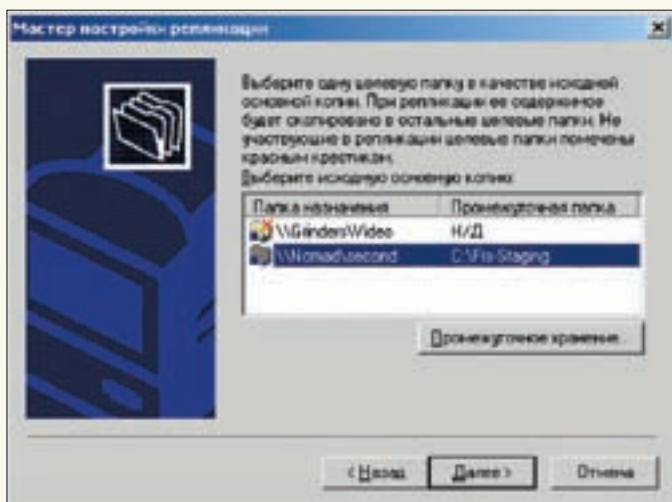 Мастер настройки репликации
Выберите одну целевую папку в качестве исходной
основной копии. При репликации ее содержимое
будет скопировано в остальные целевые папки. Не
участвующие в репликации целевые папки помечены
красным крестиком.
Выберите исходную основную копию:
Папка назначения Промежуточная папка
\\Grinders\Video Н/Д
\\Nomad\second C:\Frs-Staging
Промежуточное хранение...
< Назад Далее > Отмена